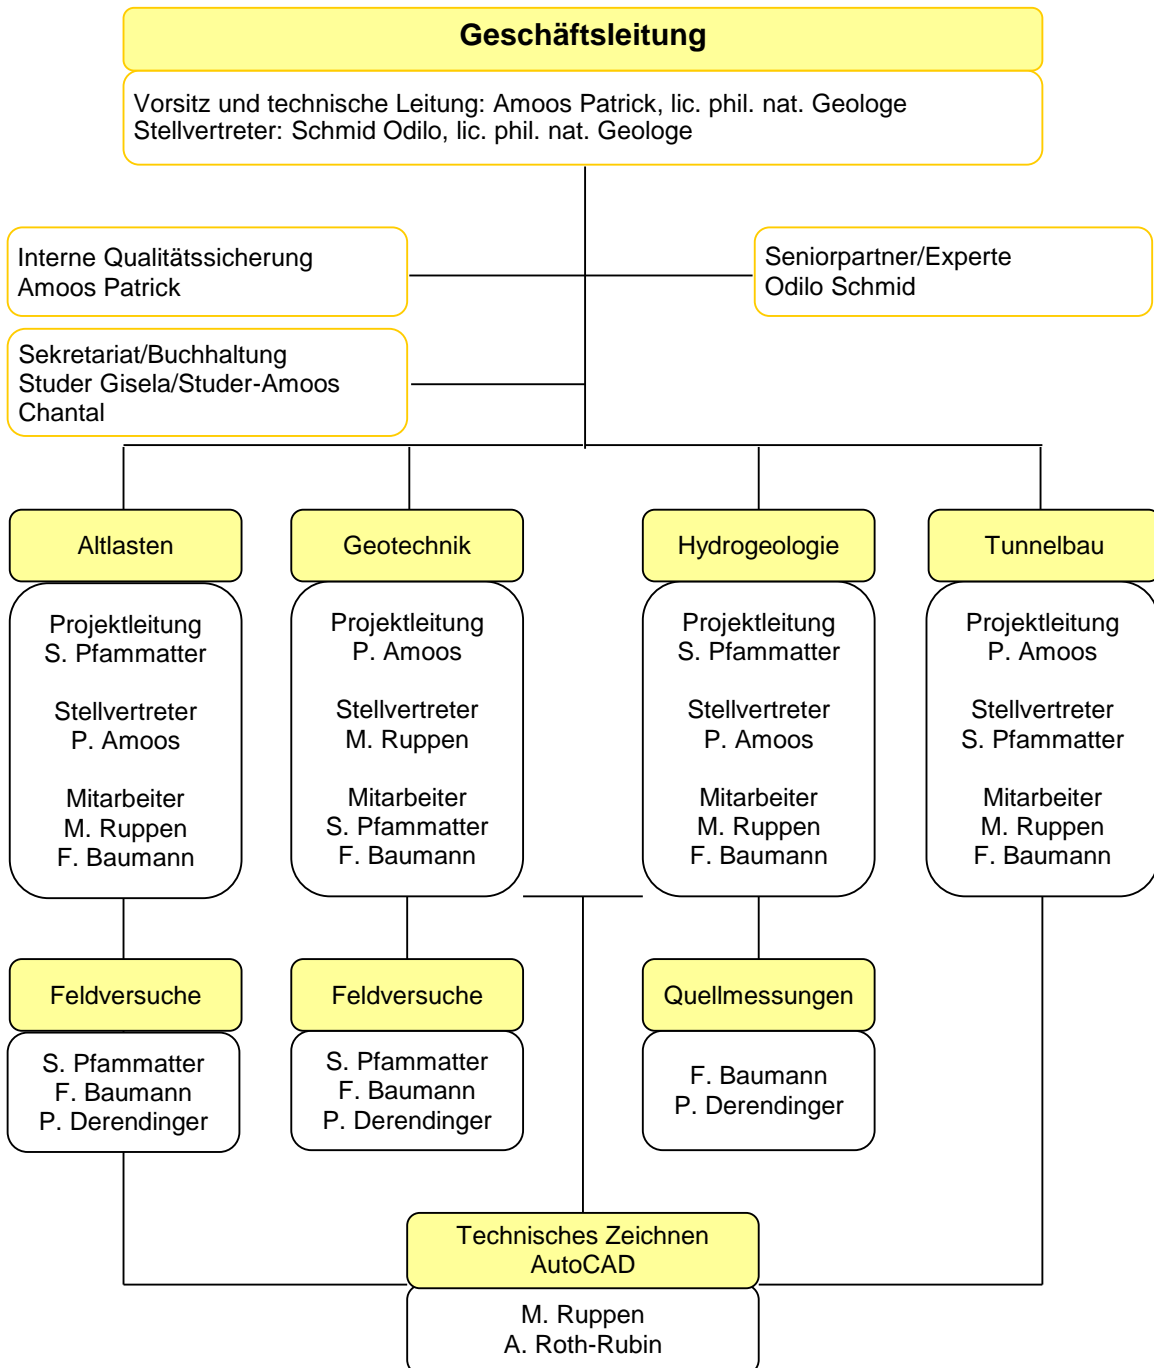 Geschäftsleitung
Vorsitz und technische Leitung: Amoos Patrick, lic. phil. nat. Geologe
Stellvertreter: Schmid Odilo, lic. phil. nat. Geologe
Interne Qualitätssicherung
Amoos Patrick
Seniorpartner/Experte
Odilo Schmid
Sekretariat/Buchhaltung
Studer Gisela/Studer-Amoos
Chantal
Altlasten
Projektleitung
S. Pfammatter
Stellvertreter
P. Amoos
Mitarbeiter
M. Ruppen
F. Baumann
Geotechnik
Projektleitung
P. Amoos
Stellvertreter
M. Ruppen
Mitarbeiter
S. Pfammatter
F. Baumann
Hydrogeologie
Projektleitung
S. Pfammatter
Stellvertreter
P. Amoos
Mitarbeiter
M. Ruppen
F. Baumann
Tunnelbau
Projektleitung
P. Amoos
Stellvertreter
S. Pfammatter
Mitarbeiter
M. Ruppen
F. Baumann
Feldversuche
S. Pfammatter
F. Baumann
P. Derendinger
Feldversuche
S. Pfammatter
F. Baumann
P. Derendinger
Quellmessungen
F. Baumann
P. Derendinger
Technisches Zeichnen
AutoCAD
M. Ruppen
A. Roth-Rubin